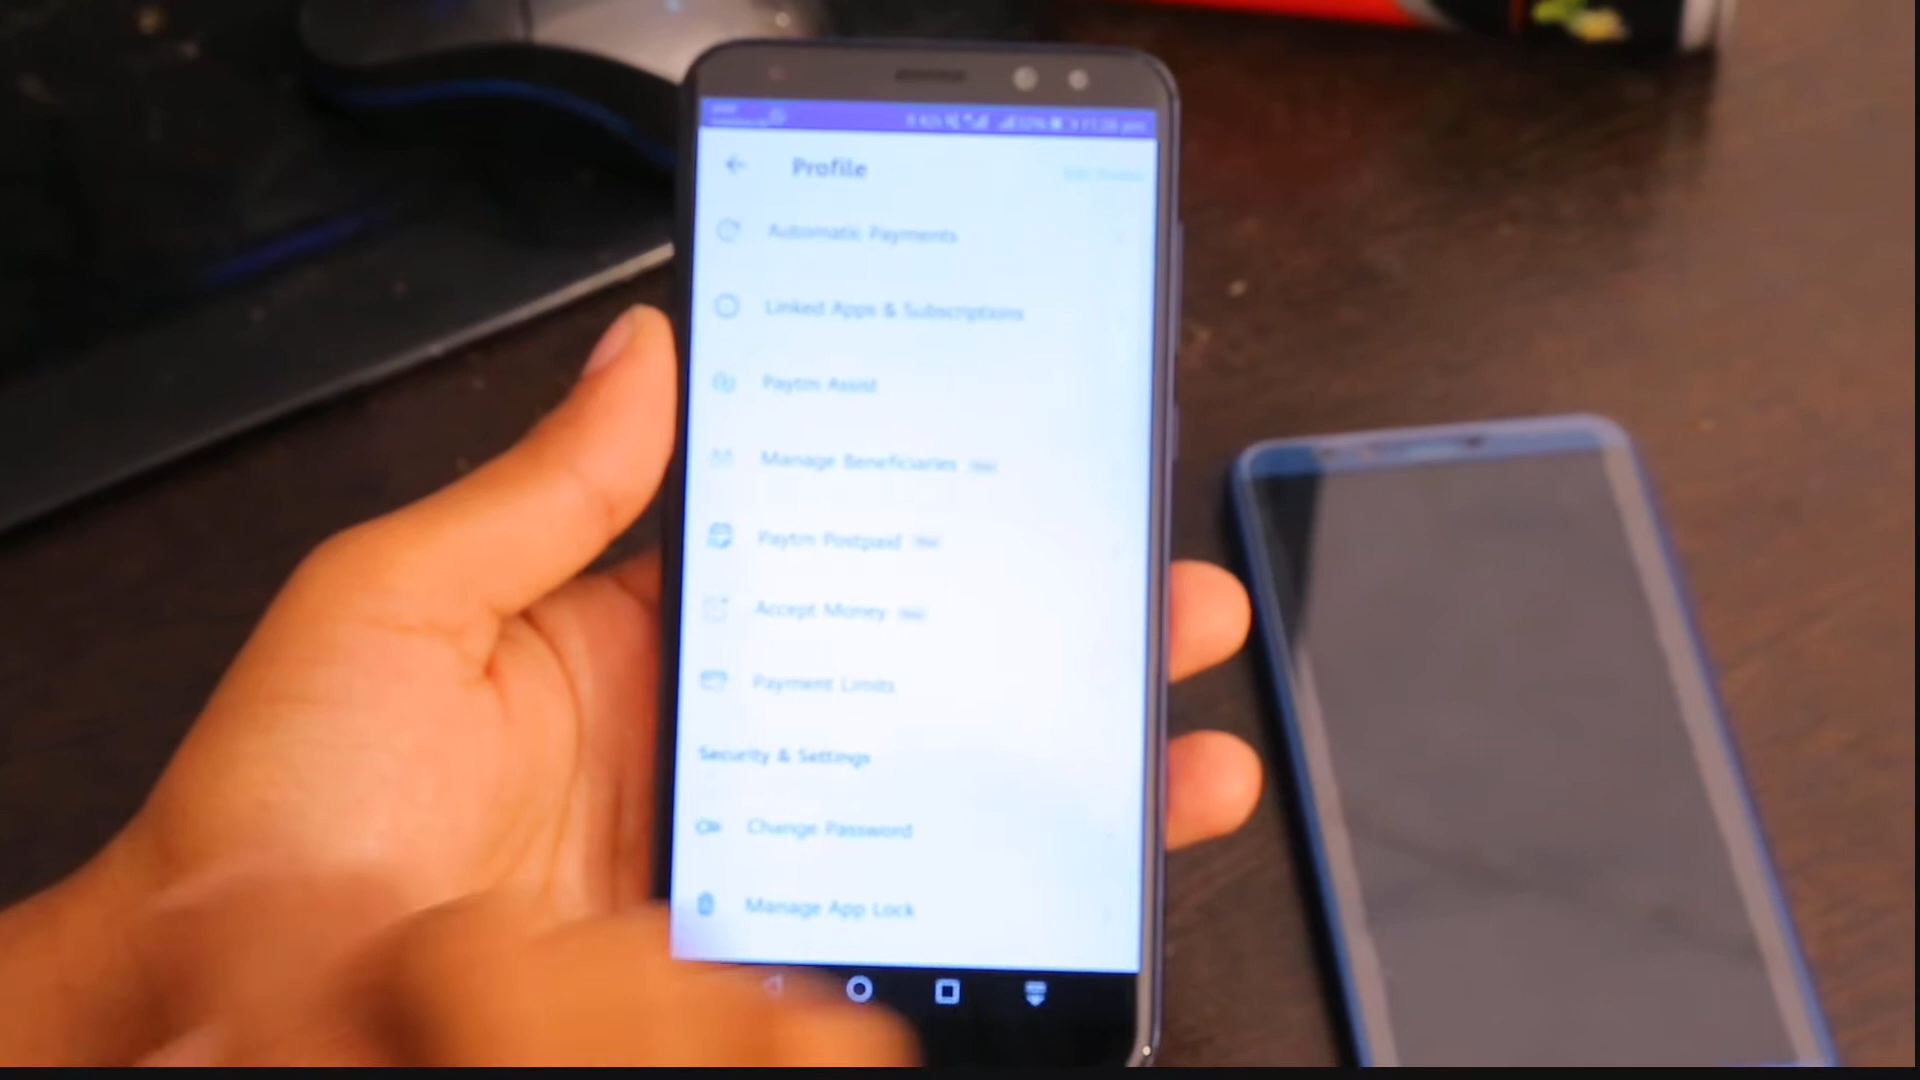 Profile
Automatic Payments
Linked Apps & Subscriptions
Paytm Assist
Manage Beneficiaries
Paytm Postpaid
Accept Money
Payment Limits
Security & Settings
Change Password
Manage App Lock